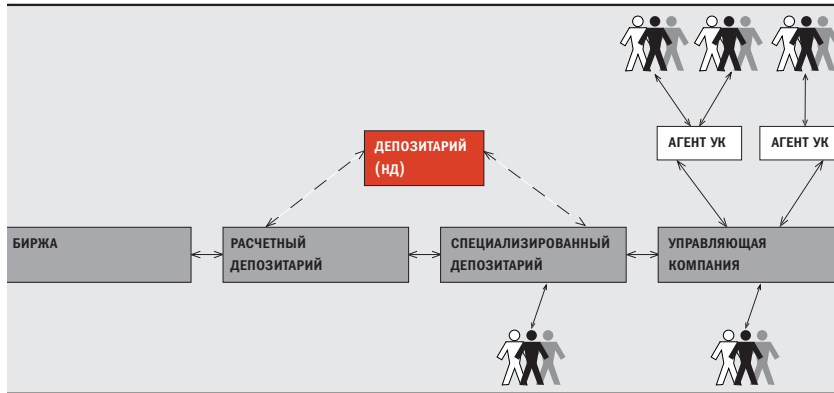 ДЕПОЗИТАРИЙ
(НД)
АГЕНТ УК
АГЕНТ УК
БИРЖА
РАСЧЕТНЫЙ
ДЕПОЗИТАРИЙ
СПЕЦИАЛИЗИРОВАННЫЙ
ДЕПОЗИТАРИЙ
УПРАВЛЯЮЩАЯ
КОМПАНИЯ